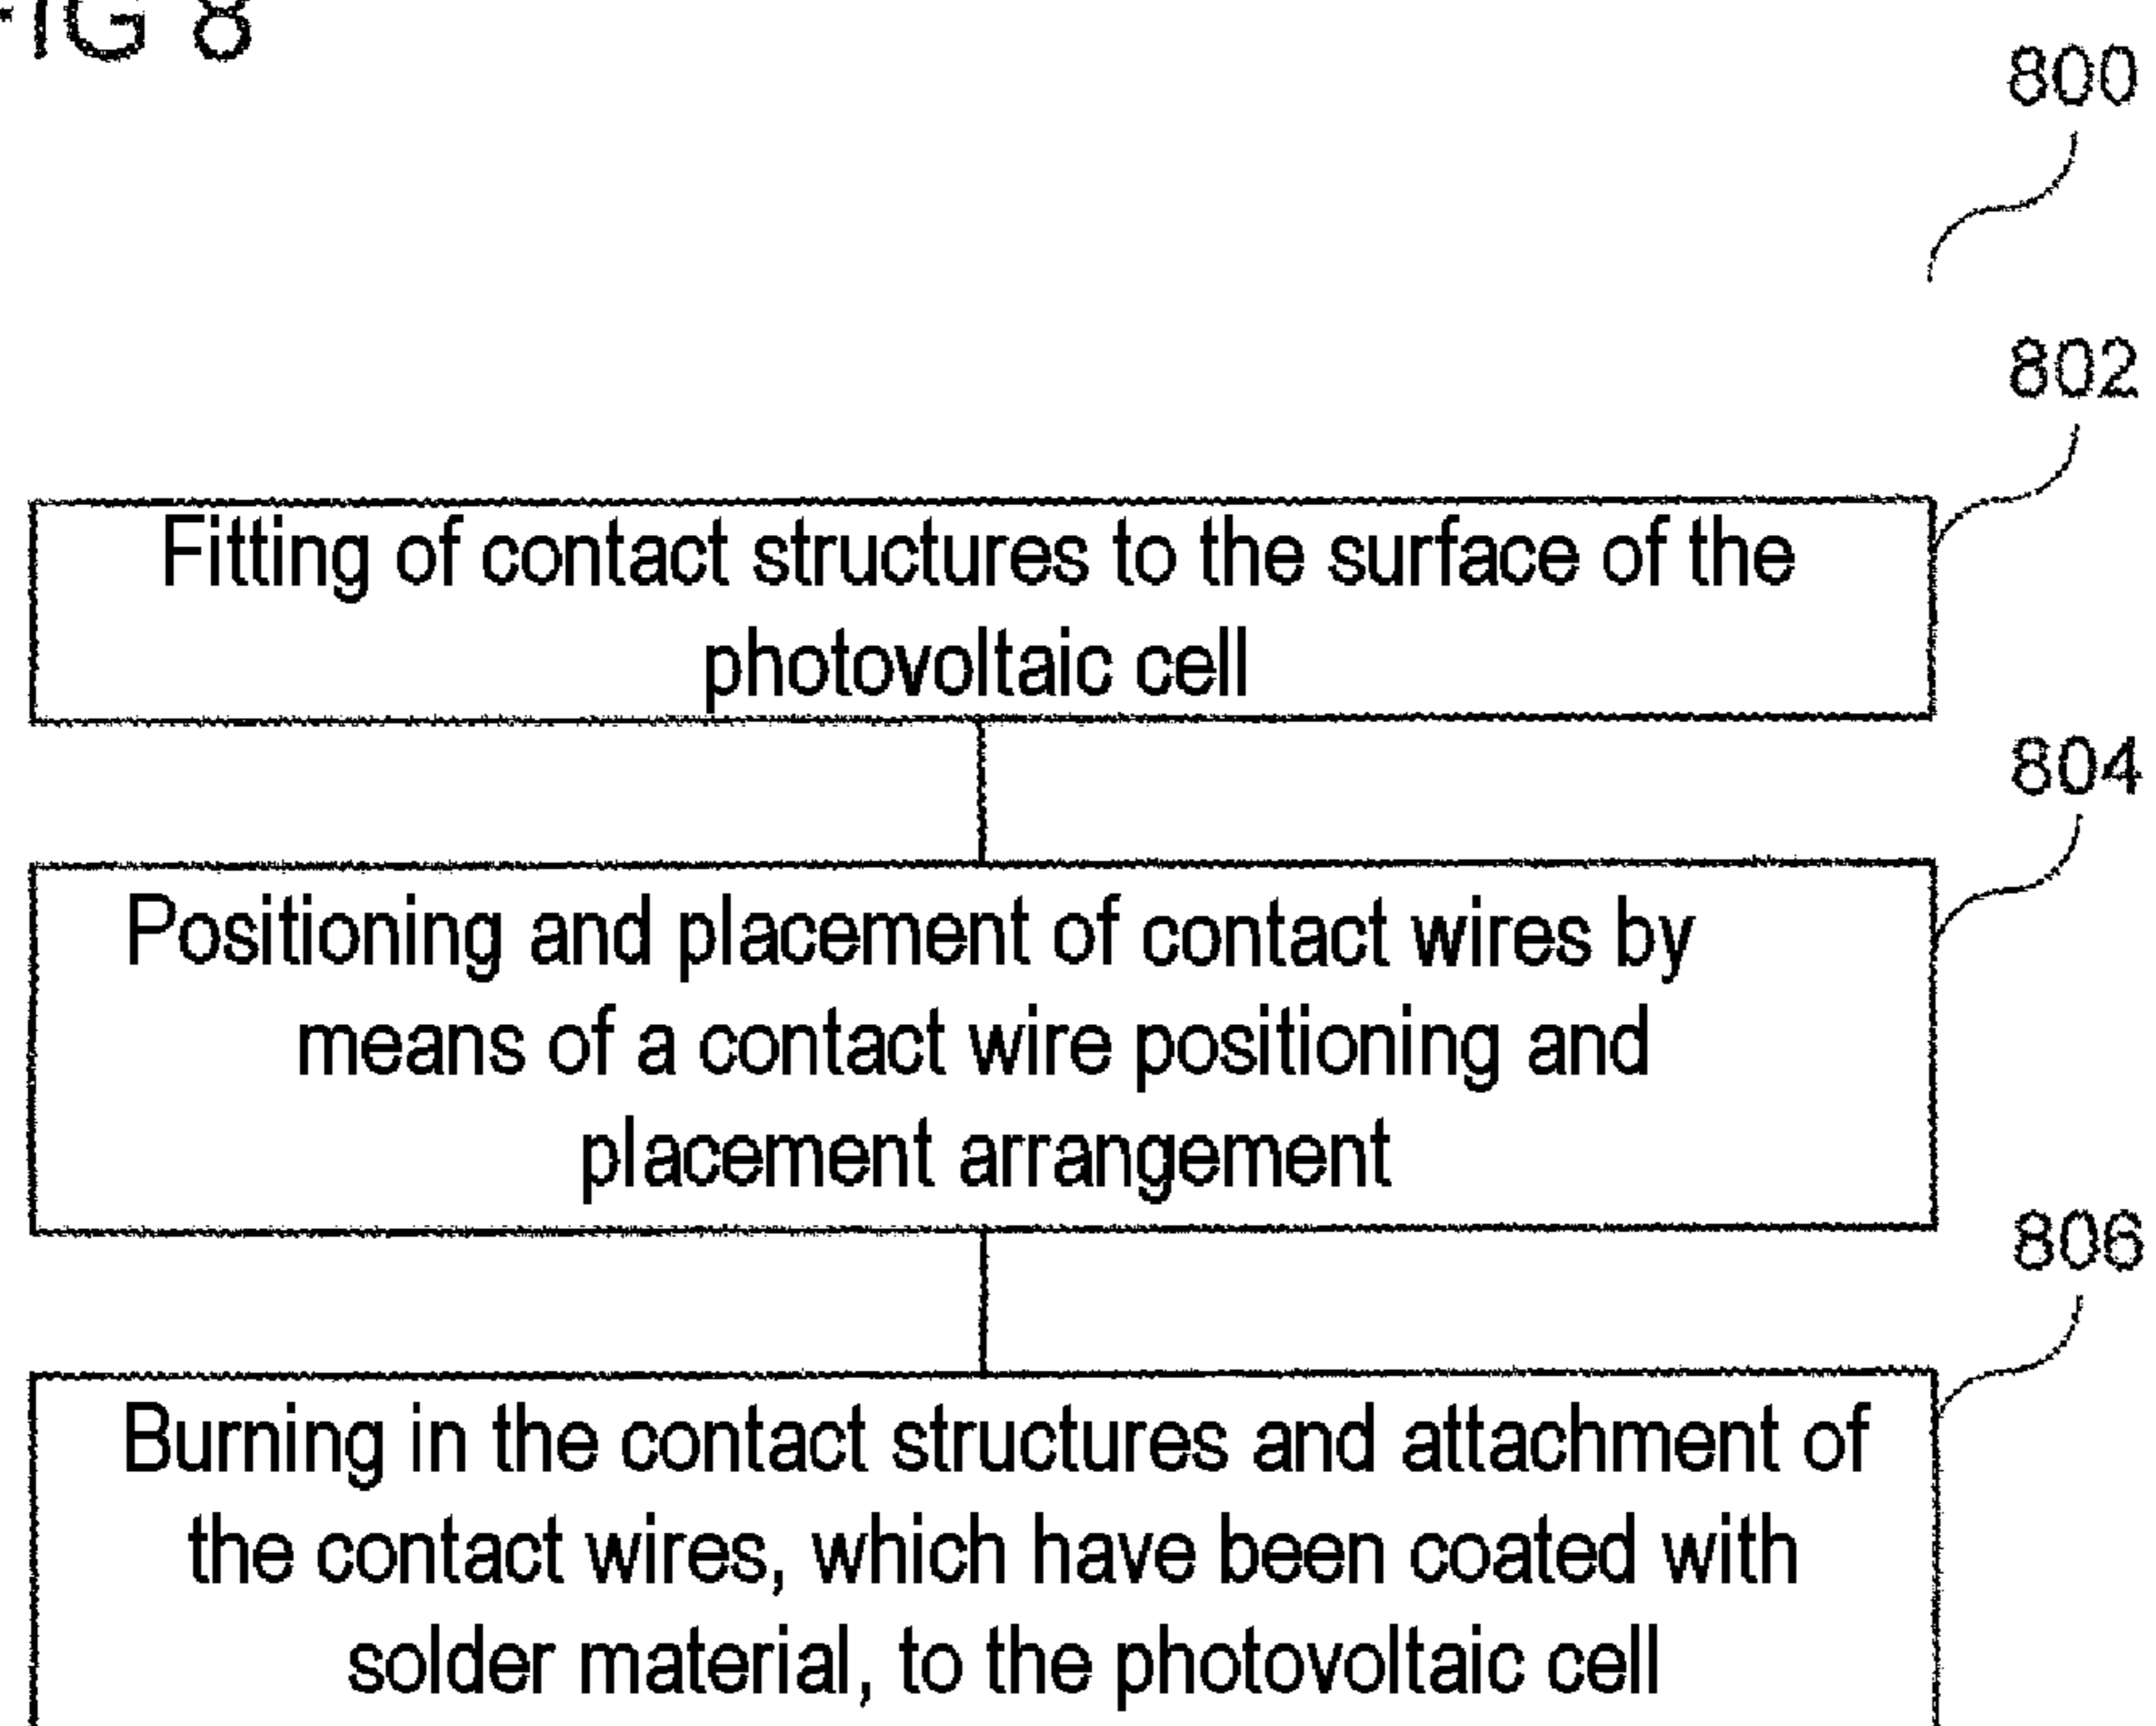 FIG 8
800
802
Fitting of contact structures to the surface of the
photovoltaic cell
804
Positioning and placement of contact wires by
means of a contact wire positioning and
placement arrangement
806
Burning in the contact structures and attachment of
the contact wires, which have been coated with
solder material, to the photovoltaic cell